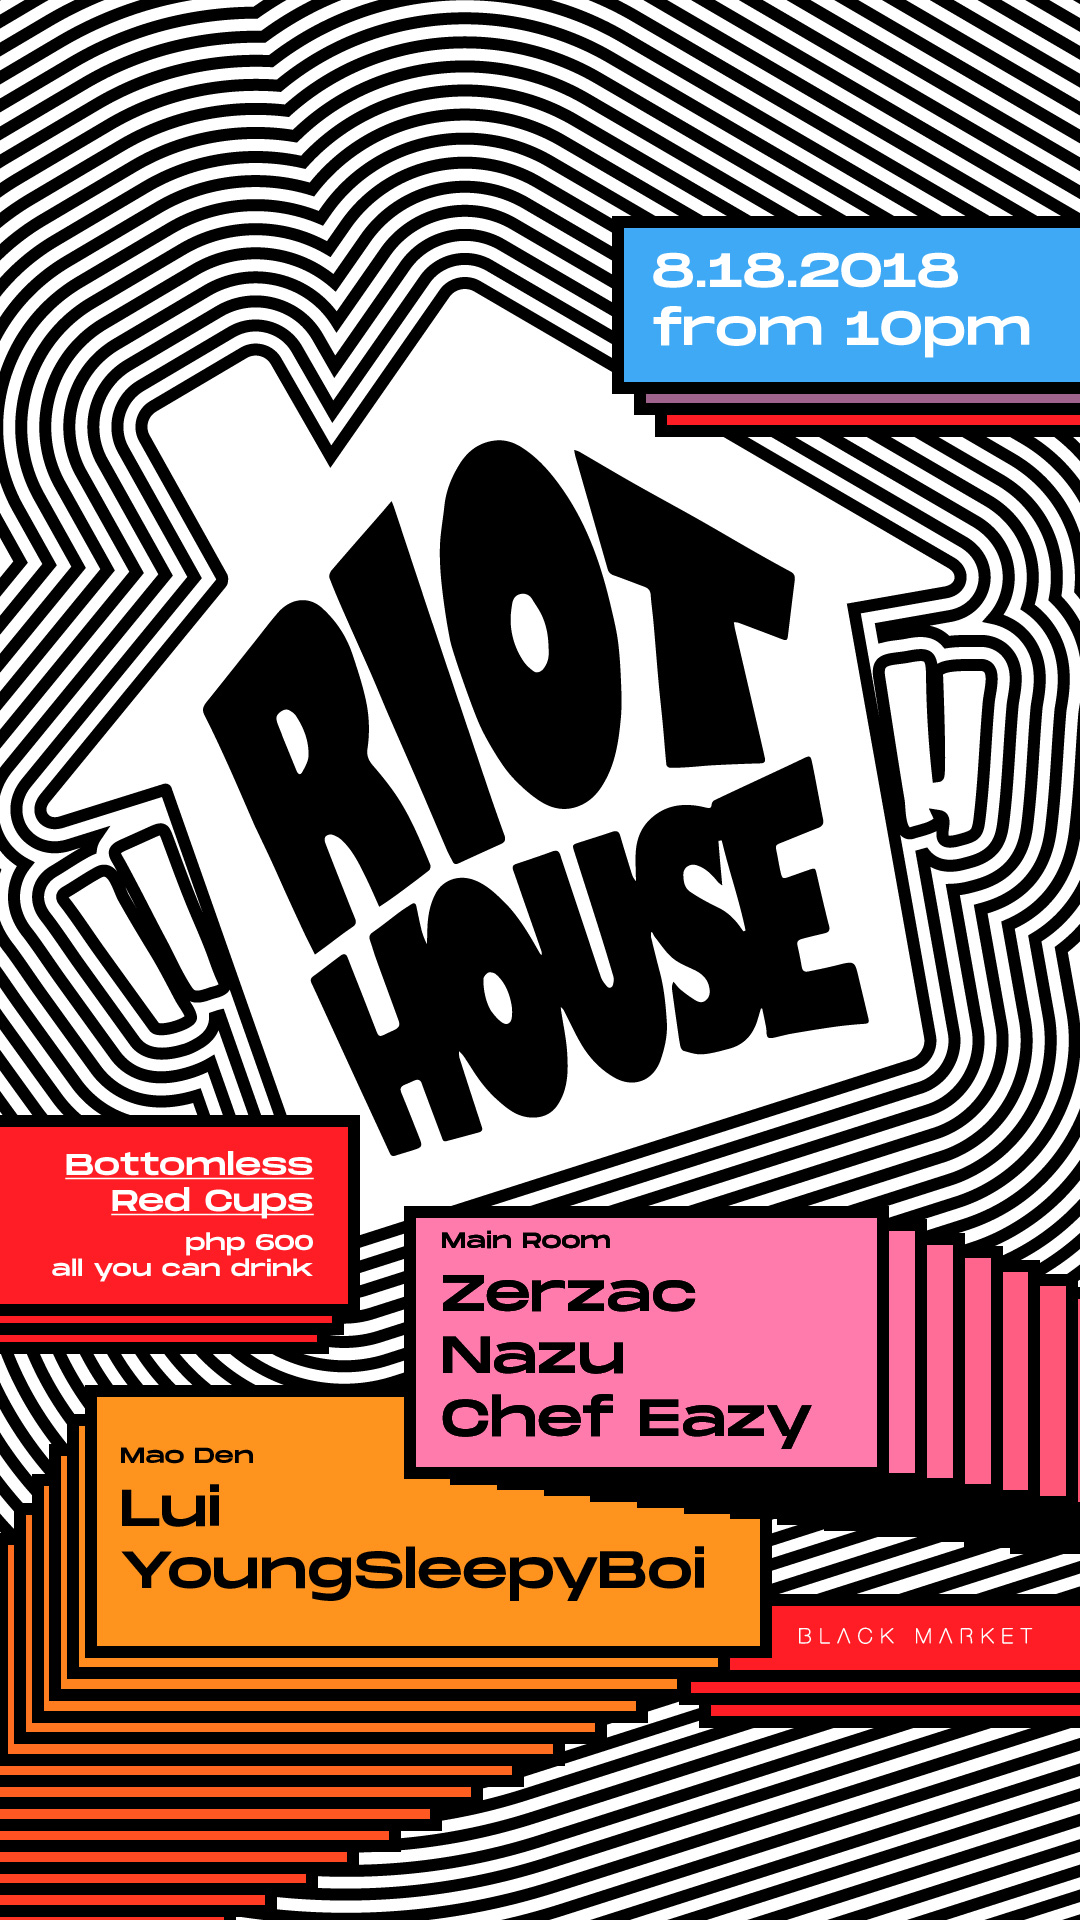 8.18.2018
from 10pm
RIOT
HOUSE
Bottomless
Red Cups
php 600
all you can drink
Main Room
Zerzac
Nazu
Chef Eazy
Mao Den
Lui
YoungSleepyBoi
BLACK MARKET